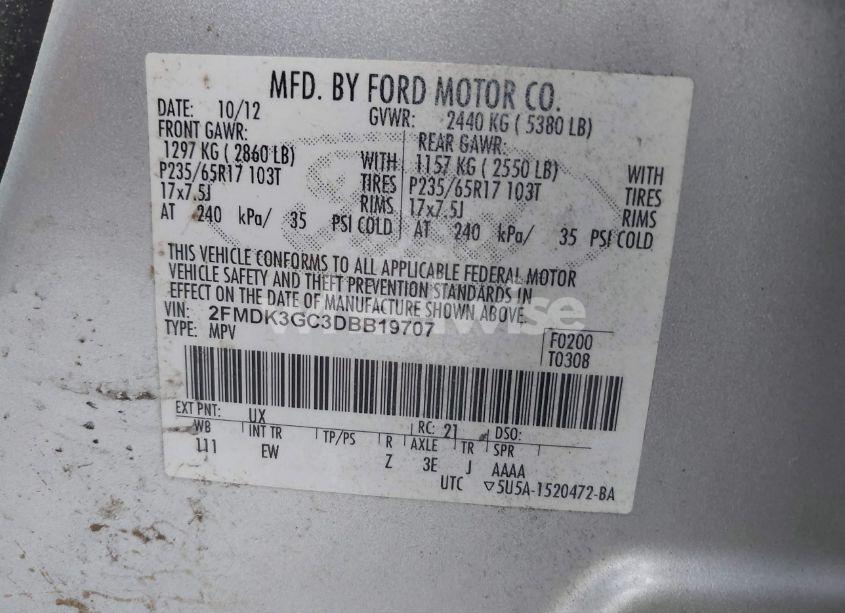 MFD. BY FORD MOTOR CO.
DATE: 10/12 GVWR: 2440 KG ( 5380 LB)
FRONT GAWR: REAR GAWR:
1297 KG ( 2860 LB) WITH 1157 KG ( 2550 LB) WITH
P235/65R17 103T TIRES P235/65R17 103T TIRES
17x7.5J RIMS 17x7.5J RIMS
AT 240 kPa/ 35 PSI COLD AT 240 kPa/ 35 PSI COLD
THIS VEHICLE CONFORMS TO ALL APPLICABLE FEDERAL MOTOR
VEHICLE SAFETY AND THEFT PREVENTION STANDARDS IN
EFFECT ON THE DATE OF MANUFACTURE SHOWN ABOVE.
VIN: 2FMDK3GC3DBB19707
TYPE: MPV
F0200
T0308
EXT PNT: UX RC: 21 DSO:
WB INT TR TP/PS R AXLE TR SPR
111 EW Z 3E J AAAA
UTC ▽5U5A-1520472-BA